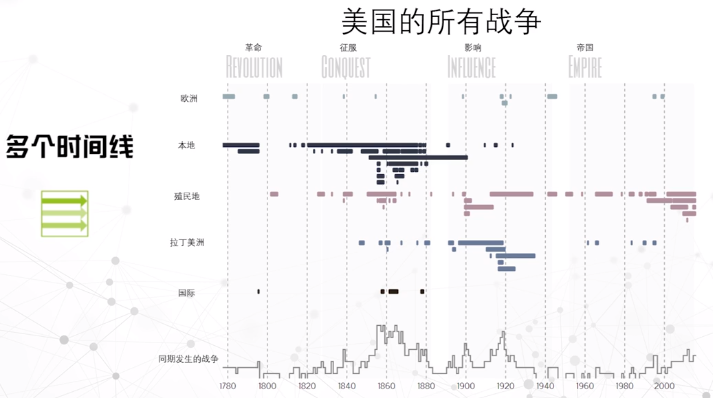 美国的所有战争
革命
征服
影响
帝国
REVOLUTION
CONQUEST
INFLUENCE
EMPIRE
多个时间线
欧洲
本地
殖民地
拉丁美洲
国际
同期发生的战争
1780 1800 1820 1840 1860 1880 1900 1920 1940 1960 1980 2000